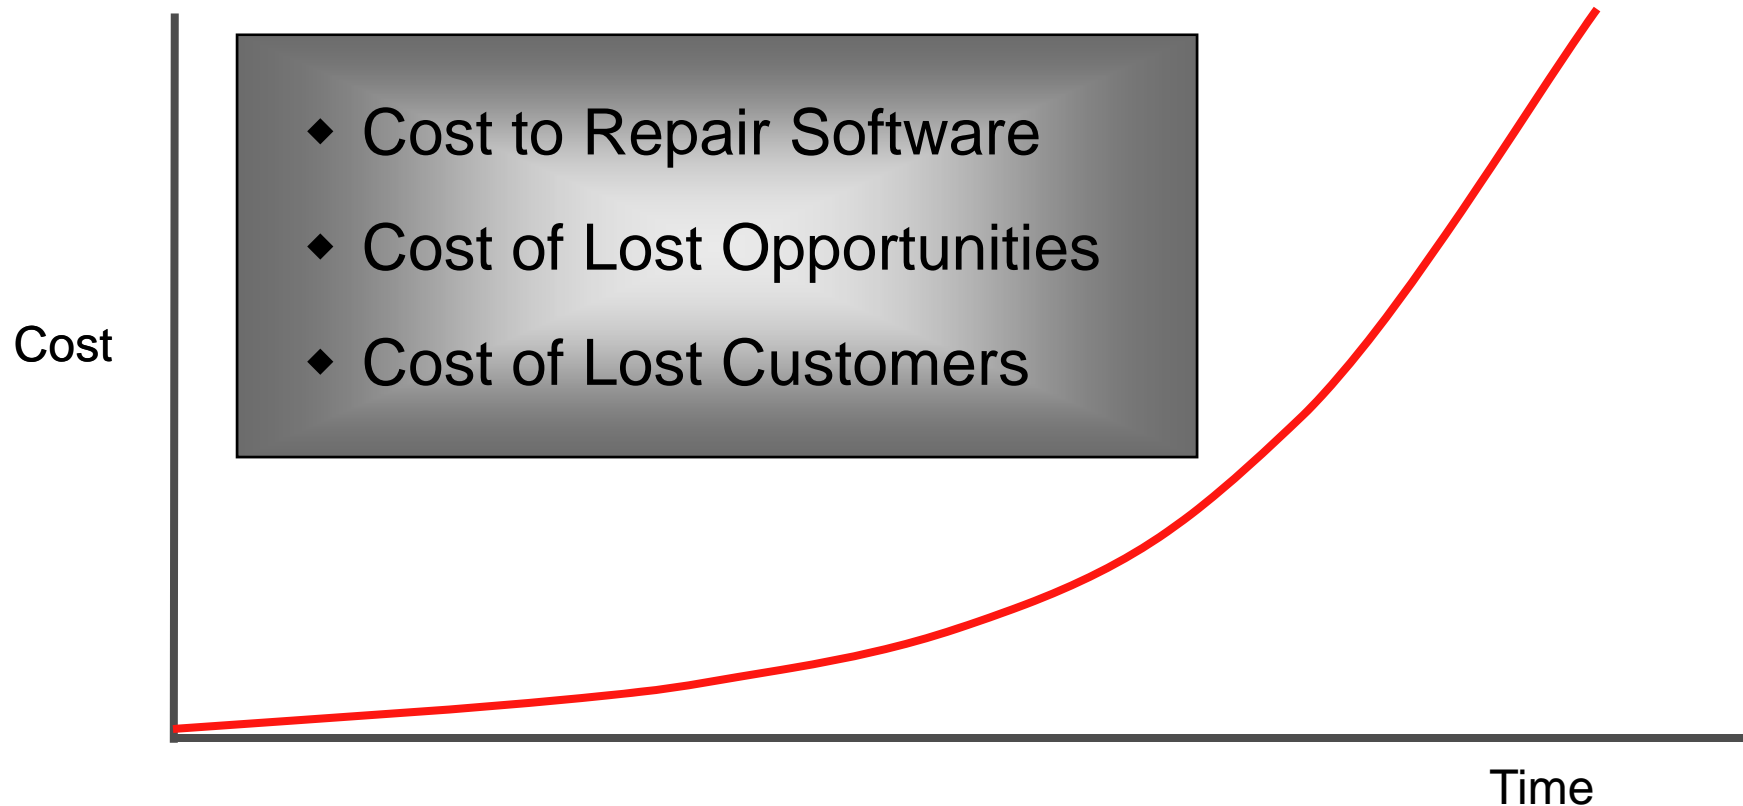 ◆ Cost to Repair Software
◆ Cost of Lost Opportunities
◆ Cost of Lost Customers
Cost
Time